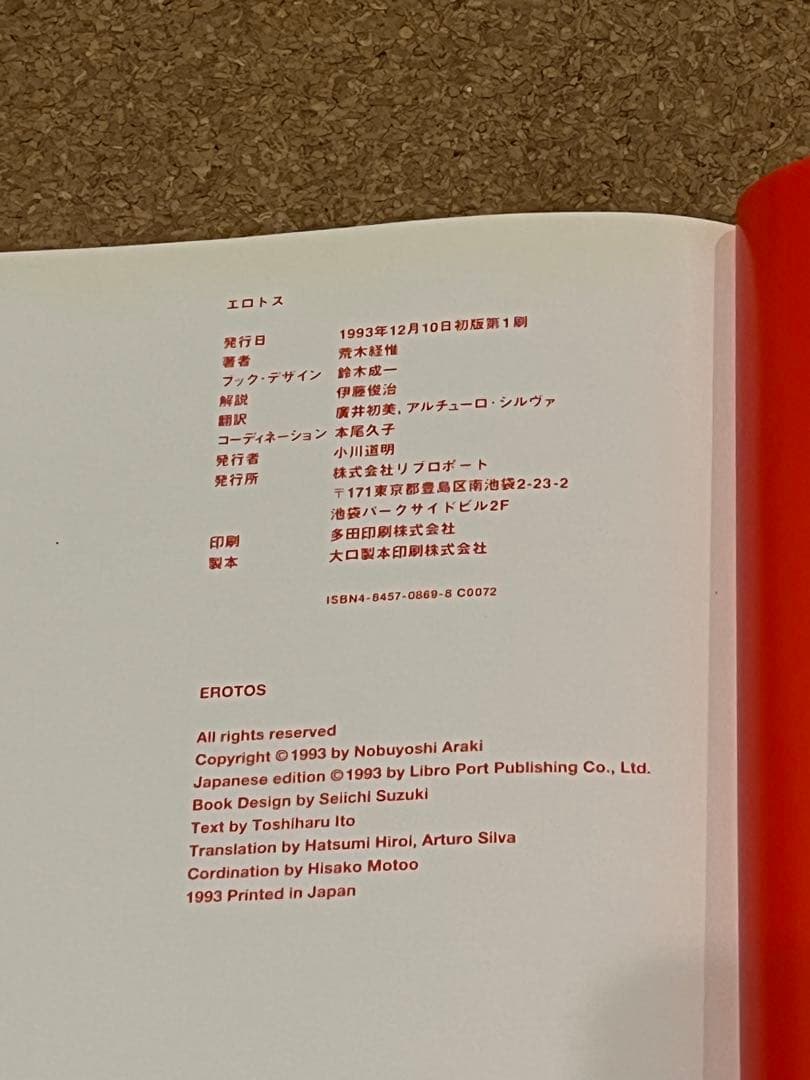 エロトス
発行日 1993年12月10日初版第1刷
著者 荒木経惟
ブック・デザイン 鈴木成一
解説 伊藤俊治
翻訳 廣井初美,アルチューロ・シルヴァ
コーディネーション 本尾久子
発行者 小川道明
発行所 株式会社リブロポート
〒171東京都豊島区南池袋2-23-2
池袋パークサイドビル2F
印刷 多田印刷株式会社
製本 大口製本印刷株式会社
ISBN4-8457-0869-8 C0072
EROTOS
All rights reserved
Copyright ©1993 by Nobuyoshi Araki
Japanese edition ©1993 by Libro Port Publishing Co., Ltd.
Book Design by Seiichi Suzuki
Text by Toshiharu Ito
Translation by Hatsumi Hiroi, Arturo Silva
Cordination by Hisako Motoo
1993 Printed in Japan